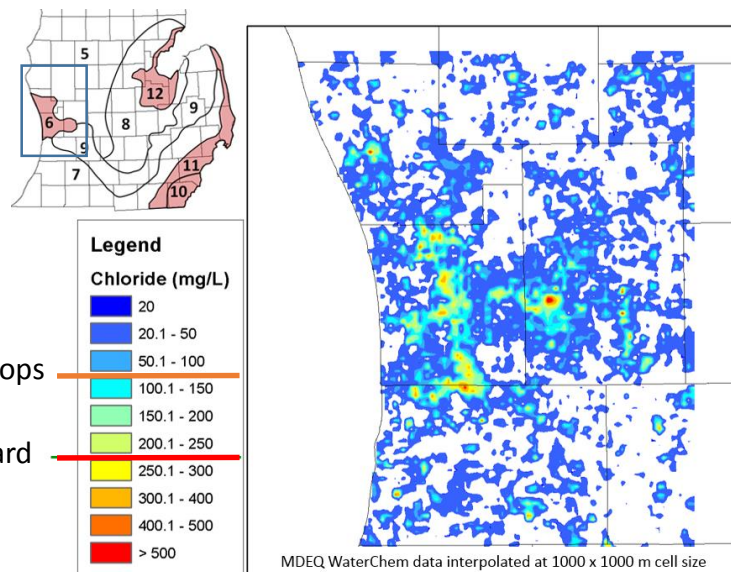 5
12
6
8
9
9
7
11
10
Legend
Chloride (mg/L)
20
20.1 - 50
50.1 - 100
ops
100.1 - 150
150.1 - 200
200.1 - 250
ard
250.1 - 300
300.1 - 400
400.1 - 500
> 500
MDEQ WaterChem data interpolated at 1000 x 1000 m cell size